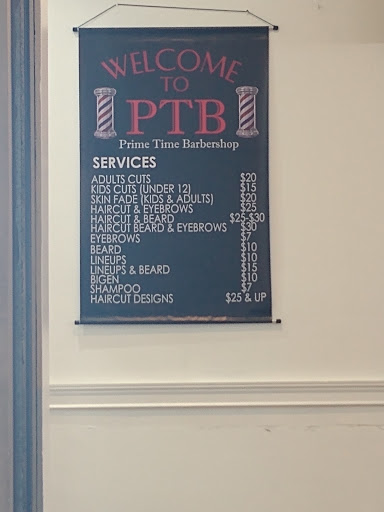 WELCOME
TO
PTB
Prime Time Barbershop
SERVICES
ADULTS CUTS $20
KIDS CUTS (UNDER 12) $15
SKIN FADE (KIDS & ADULTS) $20
HAIRCUT & EYEBROWS $25
HAIRCUT & BEARD $25-$30
HAIRCUT BEARD & EYEBROWS $30
EYEBROWS $7
BEARD $10
LINEUPS $10
LINEUPS & BEARD $15
BIGEN $10
SHAMPOO $7
HAIRCUT DESIGNS $25 & UP